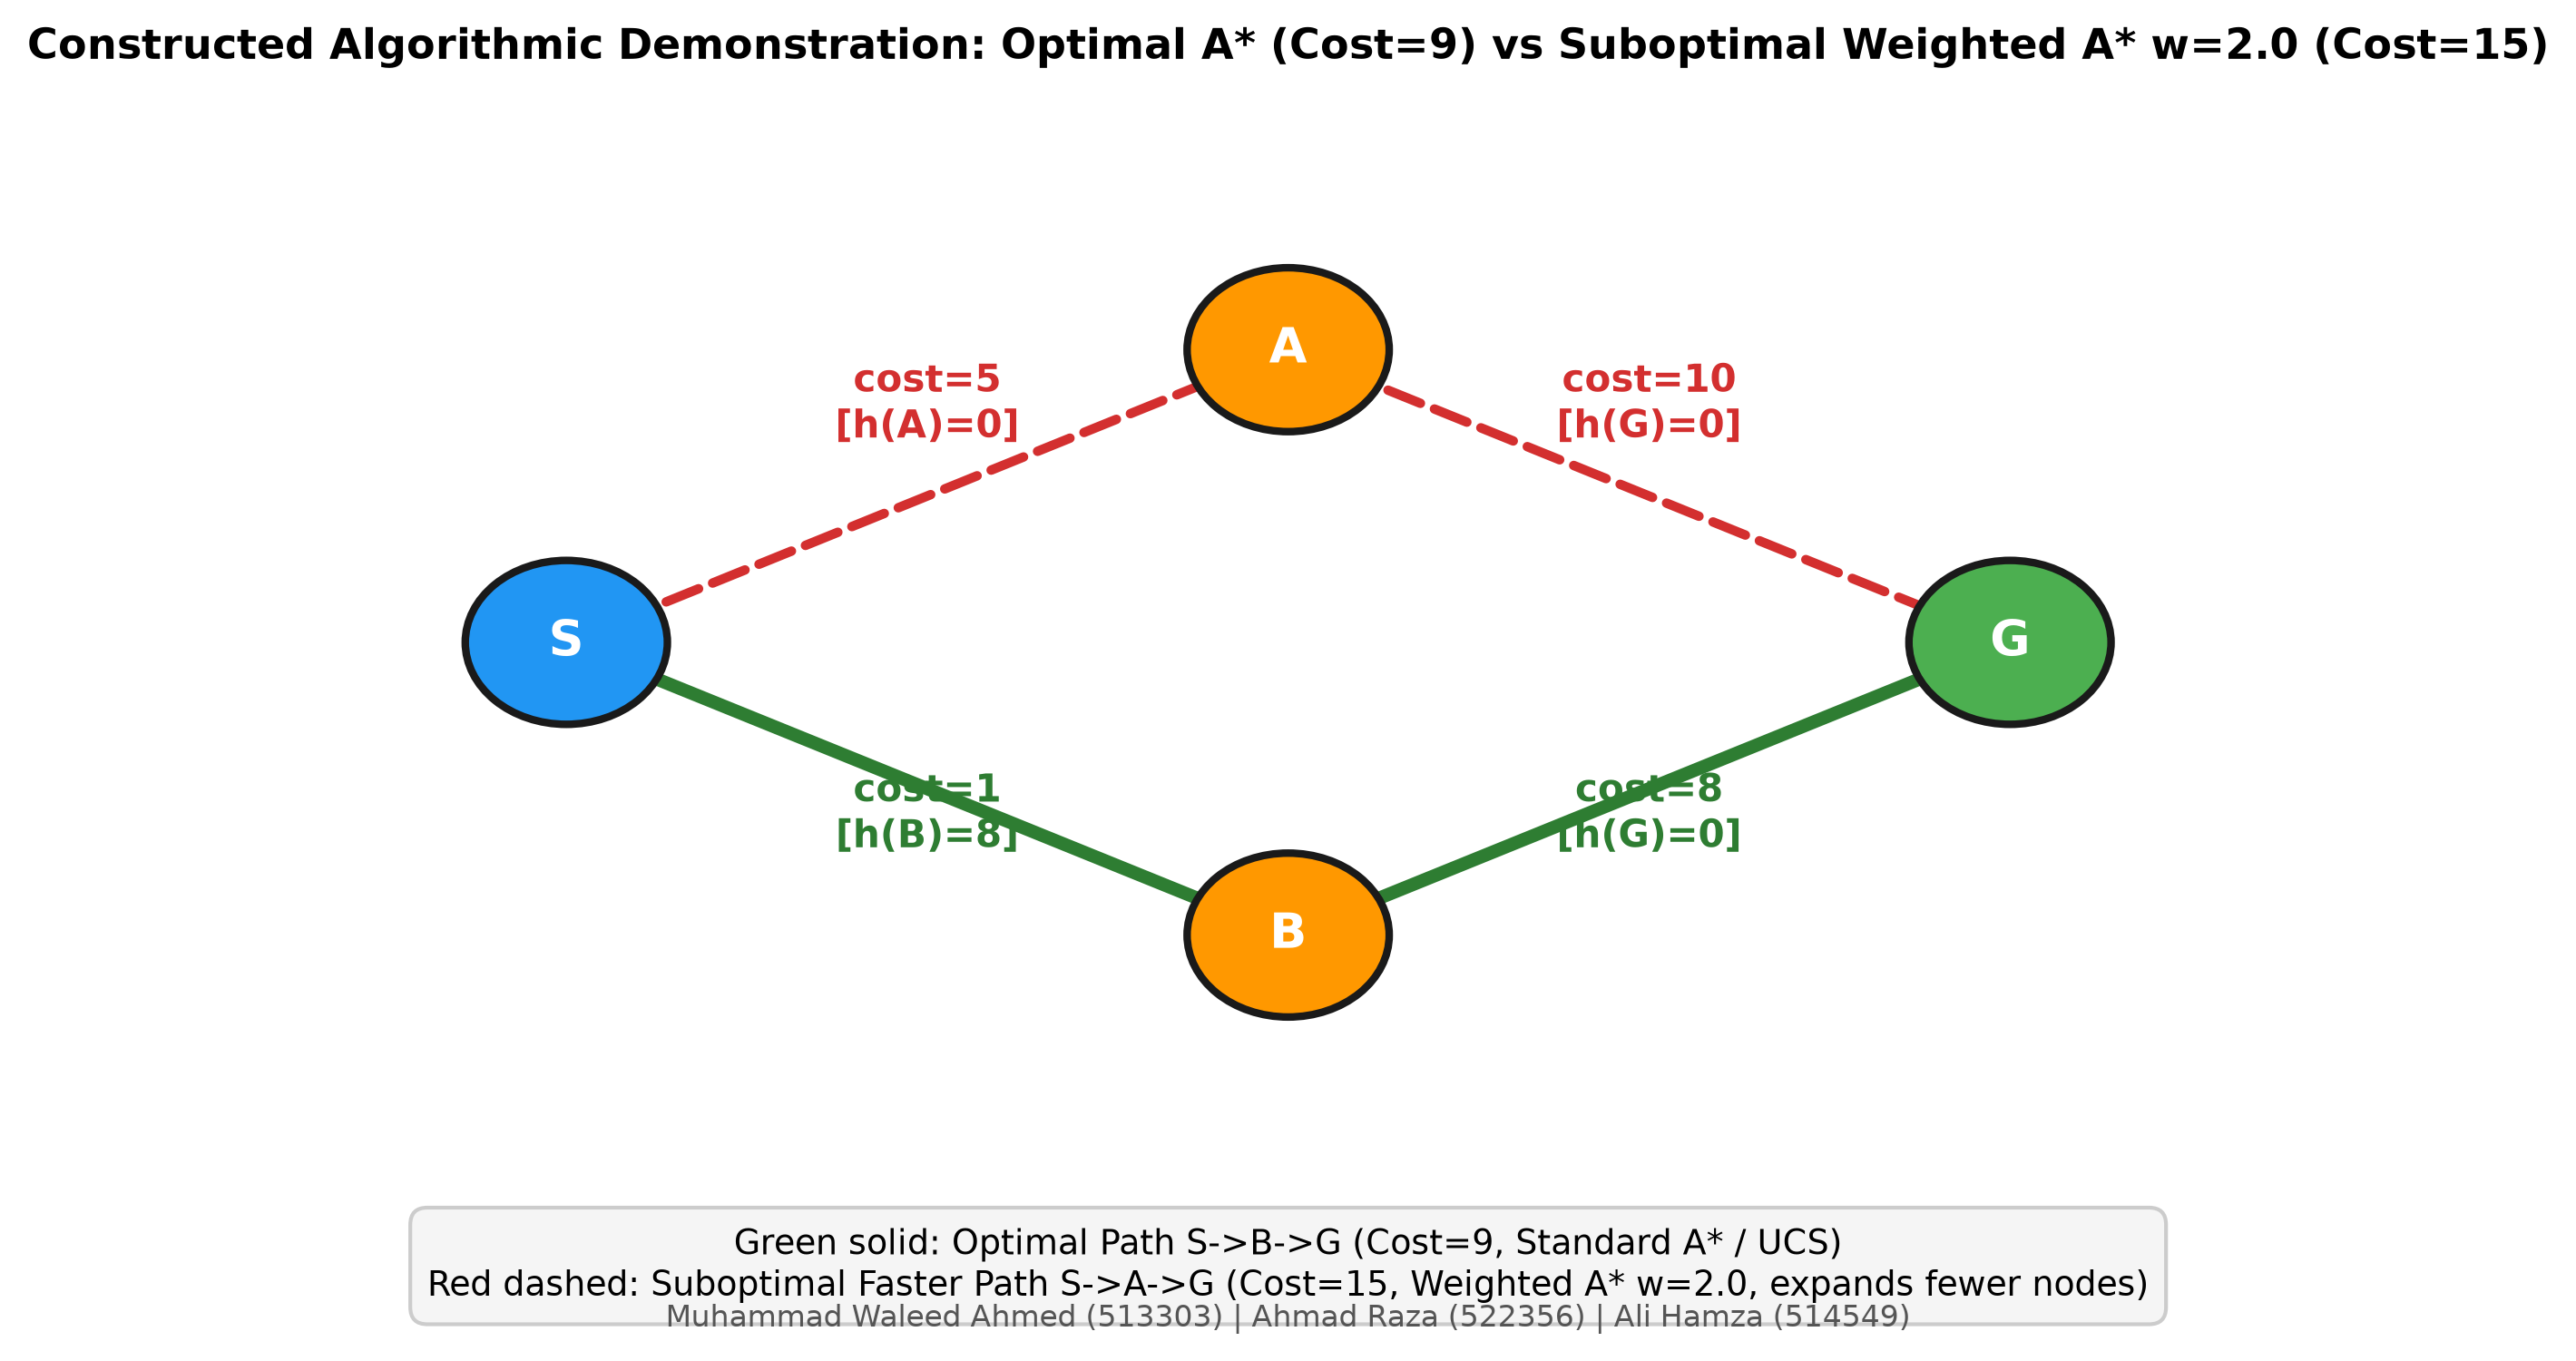 Constructed Algorithmic Demonstration: Optimal A* (Cost=9) vs Suboptimal Weighted A* w=2.0 (Cost=15)
A
cost=5
[h(A)=0]
cost=10
[h(G)=0]
S
G
cost=1
[h(B)=8]
cost=8
[h(G)=0]
B
Green solid: Optimal Path S->B->G (Cost=9, Standard A* / UCS)
Red dashed: Suboptimal Faster Path S->A->G (Cost=15, Weighted A* w=2.0, expands fewer nodes)
Muhammad Waleed Ahmed (513303) | Ahmad Raza (522356) | Ali Hamza (514549)